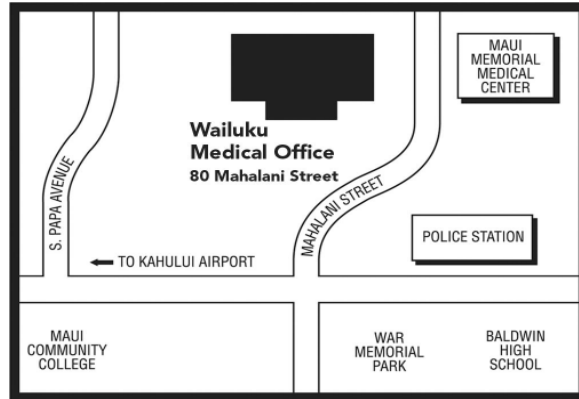 MAUI
MEMORIAL
MEDICAL
CENTER
Wailuku
Medical Office
80 Mahalani Street
S. PAPA AVENUE
MAHALANI STREET
POLICE STATION
TO KAHULUI AIRPORT
MAUI
COMMUNITY
COLLEGE
WAR
MEMORIAL
PARK
BALDWIN
HIGH
SCHOOL